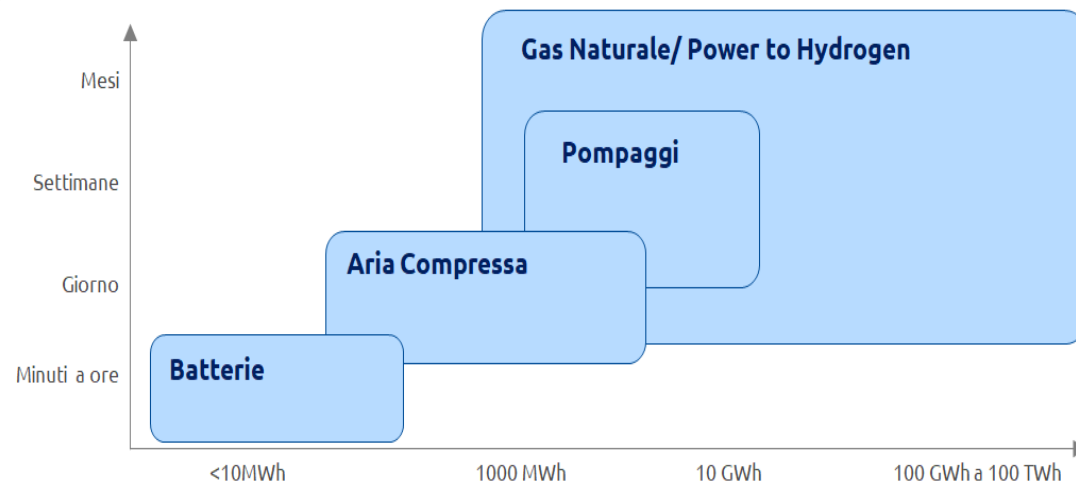 Gas Naturale/ Power to Hydrogen
Mesi
Pompaggi
Settimane
Aria Compressa
Giorno
Batterie
Minuti a ore
<10MWh
1000 MWh
10 GWh
100 GWh a 100 TWh